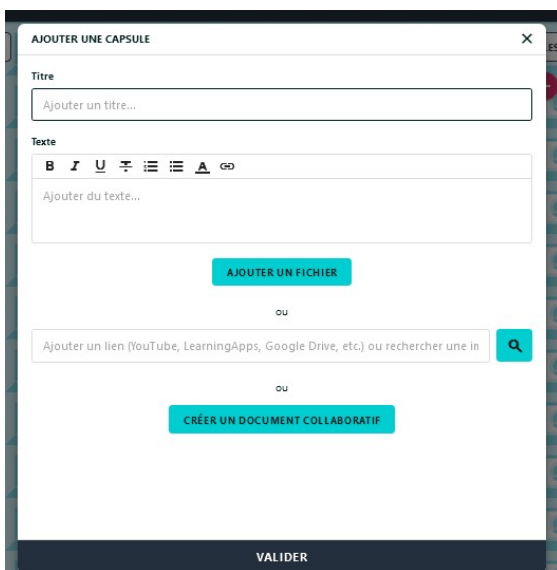 AJOUTER UNE CAPSULE
Titre
Ajouter un titre...
Texte
B I U T A
Ajouter du texte...
AJOUTER UN FICHIER
ou
Ajouter un lien (YouTube, LearningApps, Google Drive, etc.) ou rechercher une in
ou
CRÉER UN DOCUMENT COLLABORATIF
VALIDER